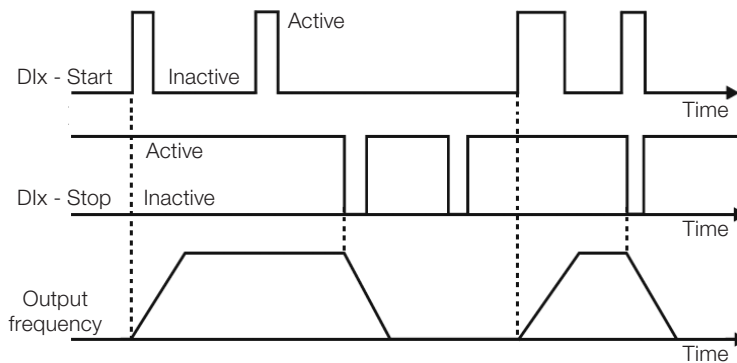 Active
DIx - Start
Inactive
Time
Active
DIx - Stop
Inactive
Time
Output
frequency
Time